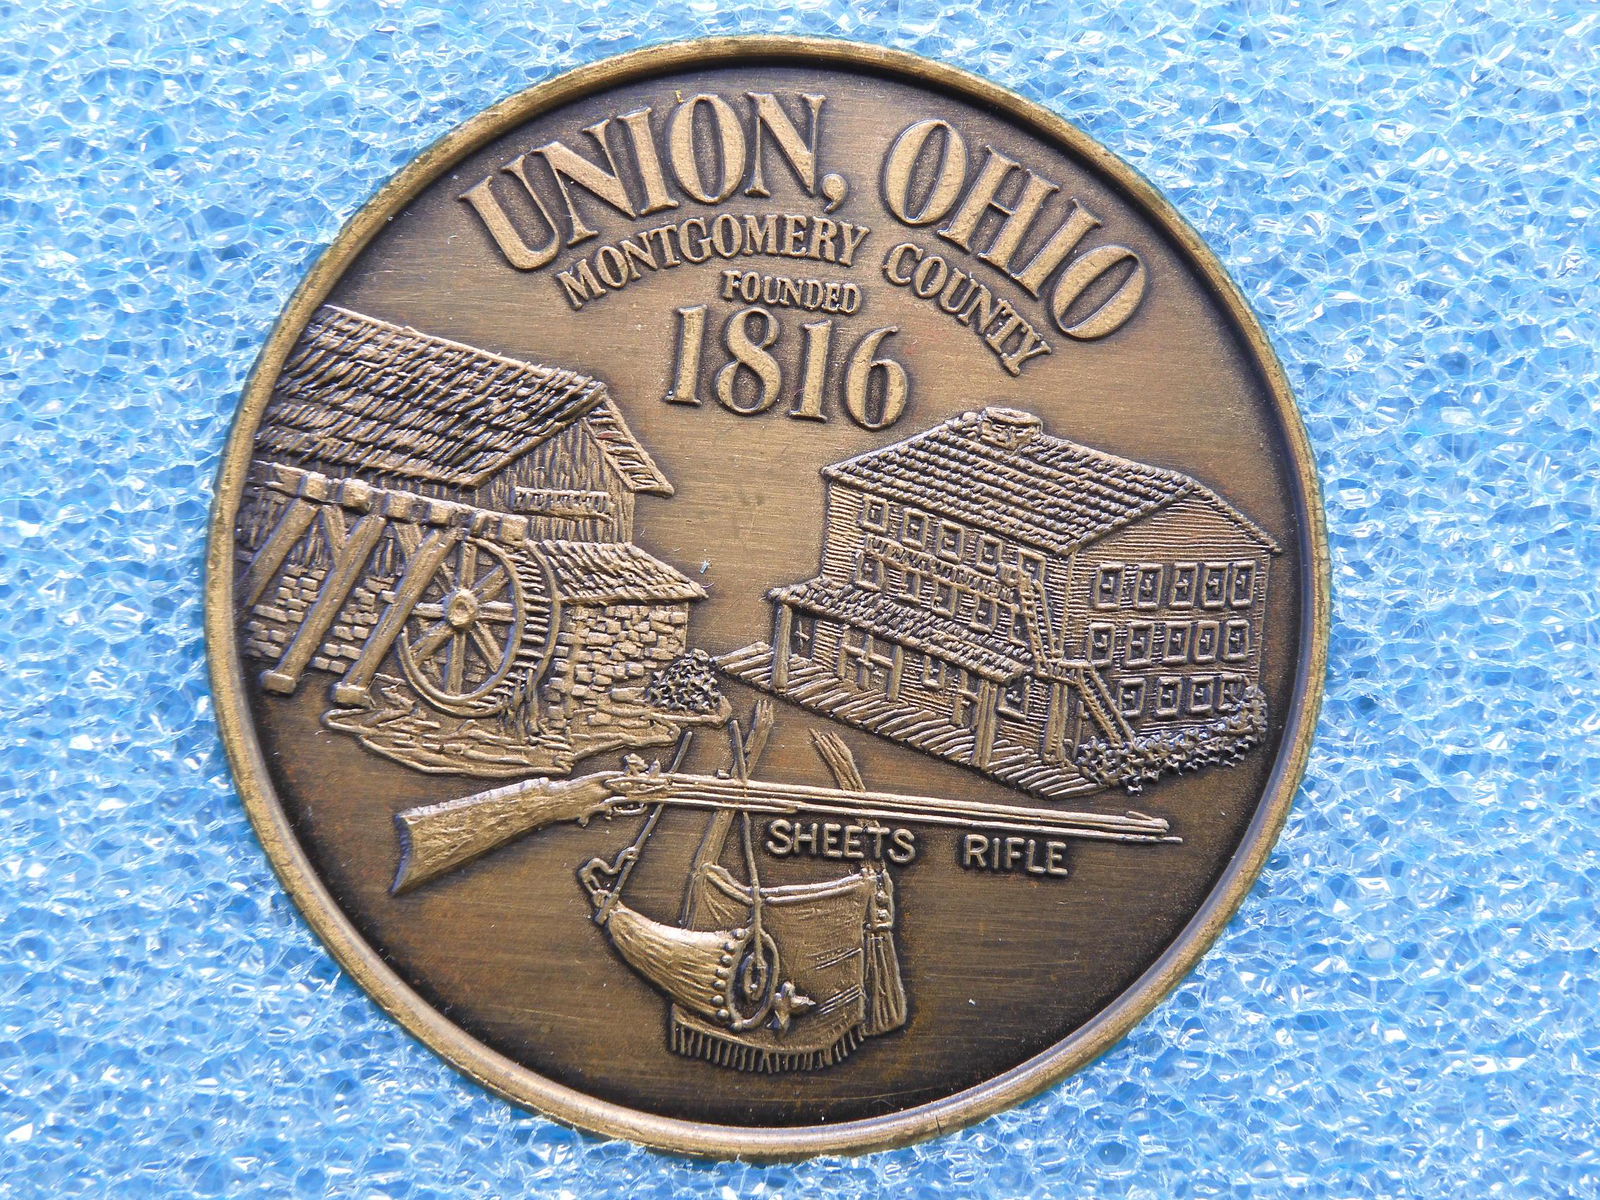 UNION, OHIO
MONTGOMERY COUNTY
FOUNDED
1816
SHEETS RIFLE